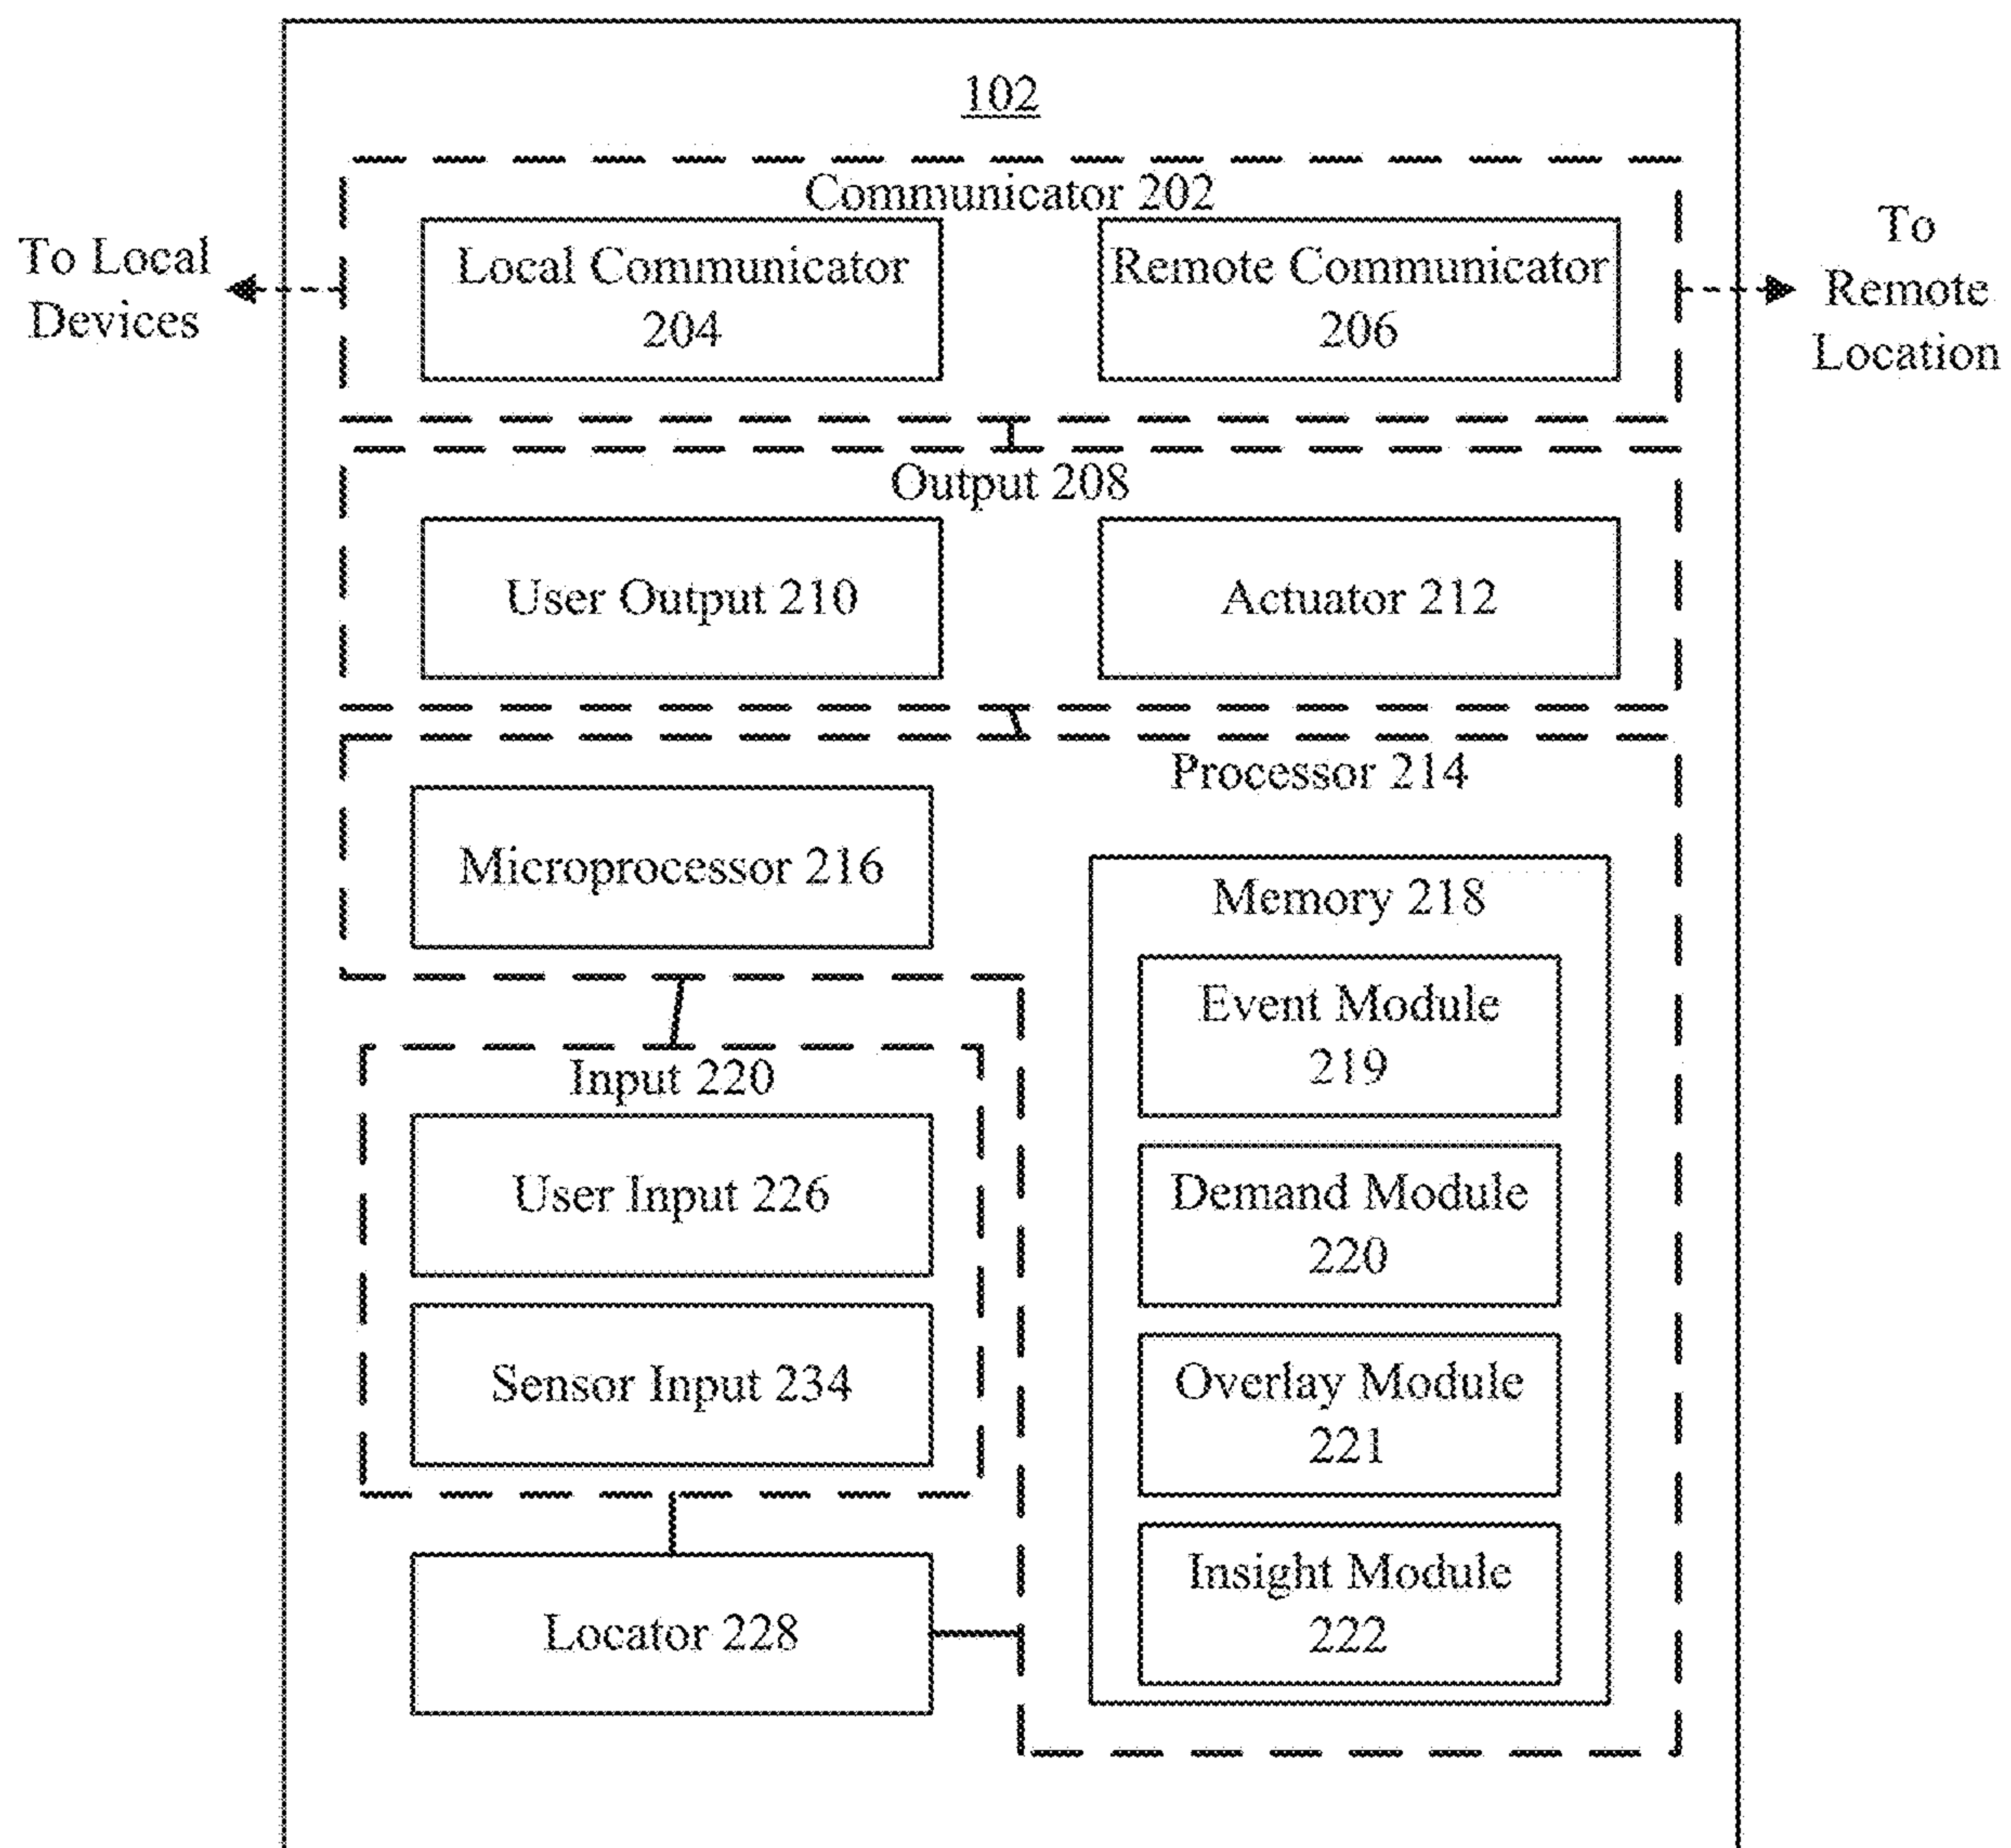 102
Communicator 202
To Local
Devices
Local Communicator
204
Remote Communicator
206
To
Remote
Location
Output 208
User Output 210
Actuator 212
Processor 214
Microprocessor 216
Memory 218
Event Module
219
Demand Module
220
Overlay Module
221
Insight Module
222
Input 220
User Input 226
Sensor Input 234
Locator 228